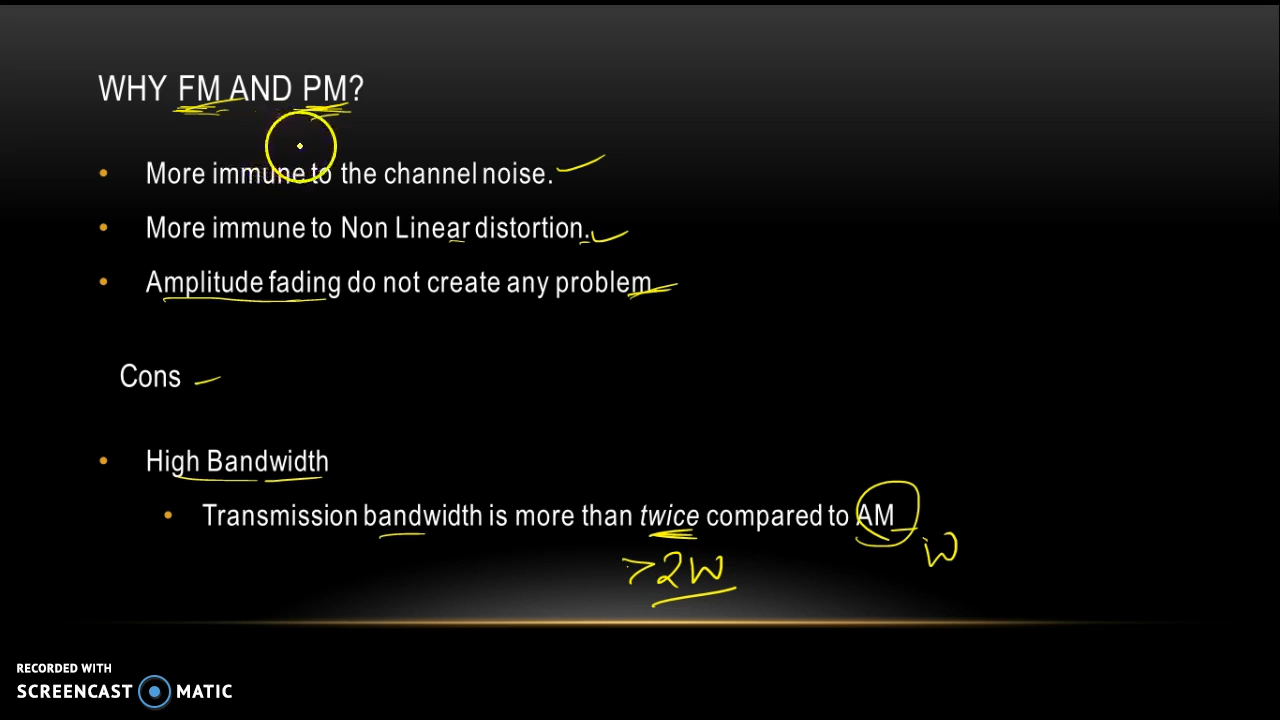 WHY FM AND PM?
• More immune to the channel noise.
• More immune to Non Linear distortion.
• Amplitude fading do not create any problem
Cons
• High Bandwidth
• Transmission bandwidth is more than twice compared to AM
W
>2W
RECORDED WITH
SCREENCAST MATIC